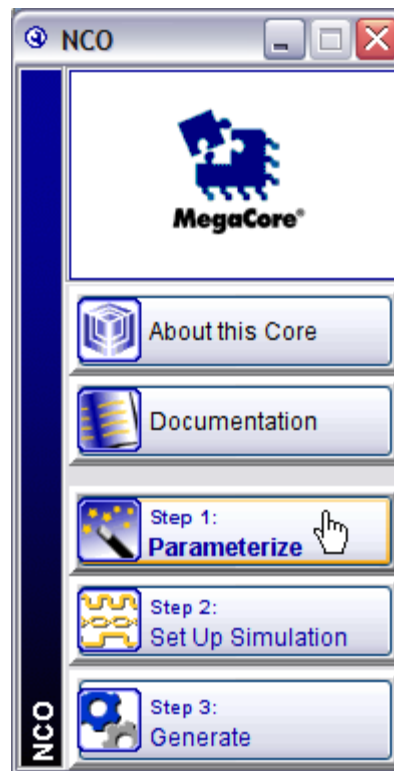 NCO
MegaCore®
About this Core
Documentation
Step 1:
Parameterize
Step 2:
Set Up Simulation
Step 3:
Generate
NCO